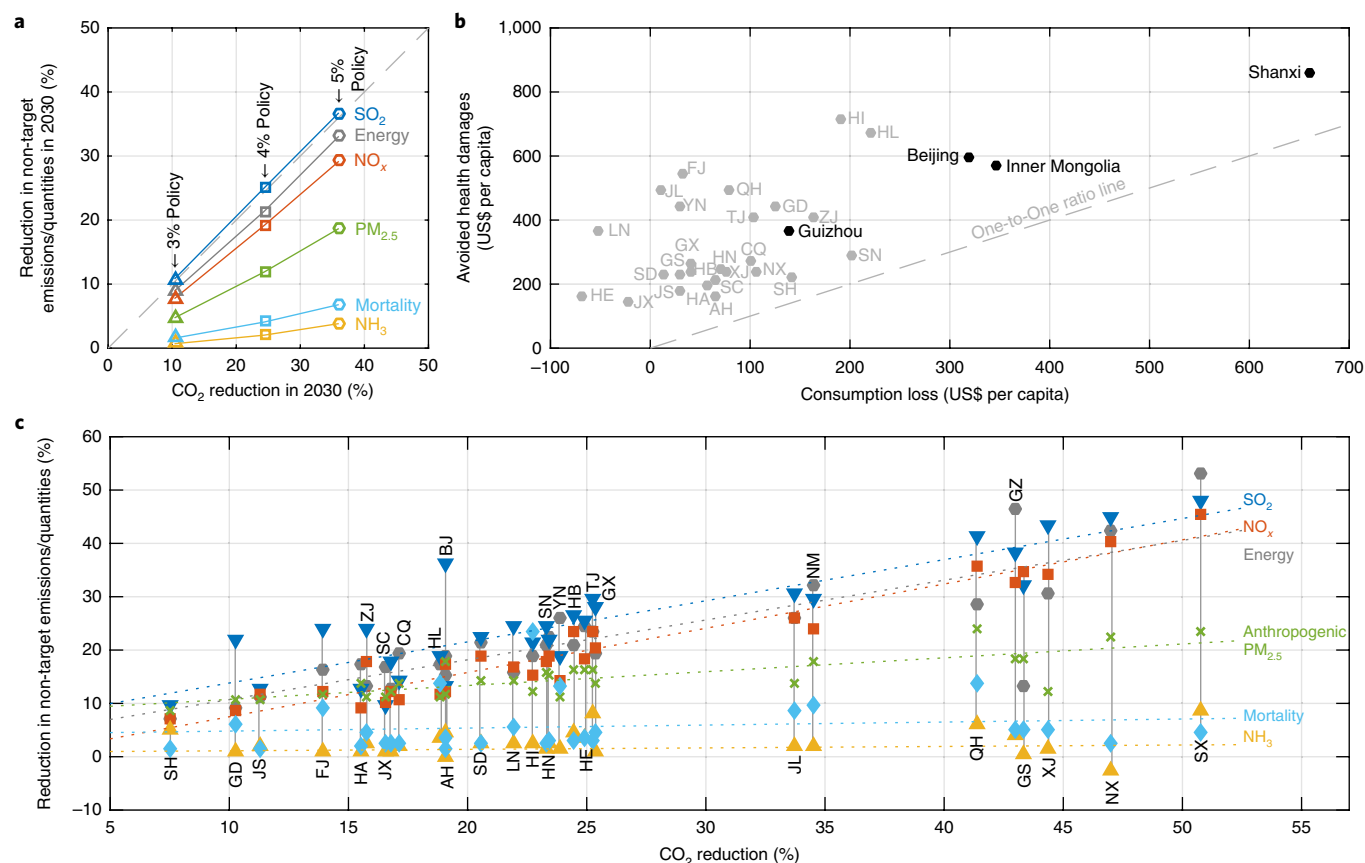 a
Reduction in non-target
emissions/quantities in 2030 (%)
50
40
30
20
10
0
0
10
20
30
40
50
CO2 reduction in 2030 (%)
↓ 3% Policy
↓ 4% Policy
↓ 5%
Policy
SO2
Energy
NOx
PM2.5
Mortality
NH3
b
Avoided health damages
(US$ per capita)
1,000
800
600
400
200
0
–100
0
100
200
300
400
500
600
700
Consumption loss (US$ per capita)
Shanxi
HI
HL
Beijing
Inner Mongolia
FJ
JL
QH
YN
GD
TJ
ZJ
LN
Guizhou
One-to-One ratio line
GX
CQ
GS
HN
SN
SD
HB
XJ
NX
HE
JX
JS
HA
SC
SH
AH
c
Reduction in non-target emissions/quantities (%)
60
50
40
30
20
10
0
–10
5
10
15
20
25
30
35
40
45
50
55
CO2 reduction (%)
SH
GD
JS
FJ
HA
ZJ
JX
SC
CQ
HL
BJ
AH
SD
LN
HI
SN
HN
YN
HB
HE
TJ
GX
JL
NM
QH
GZ
GS
XJ
NX
SX
SO2
NOx
Energy
Anthropogenic
PM2.5
Mortality
NH3